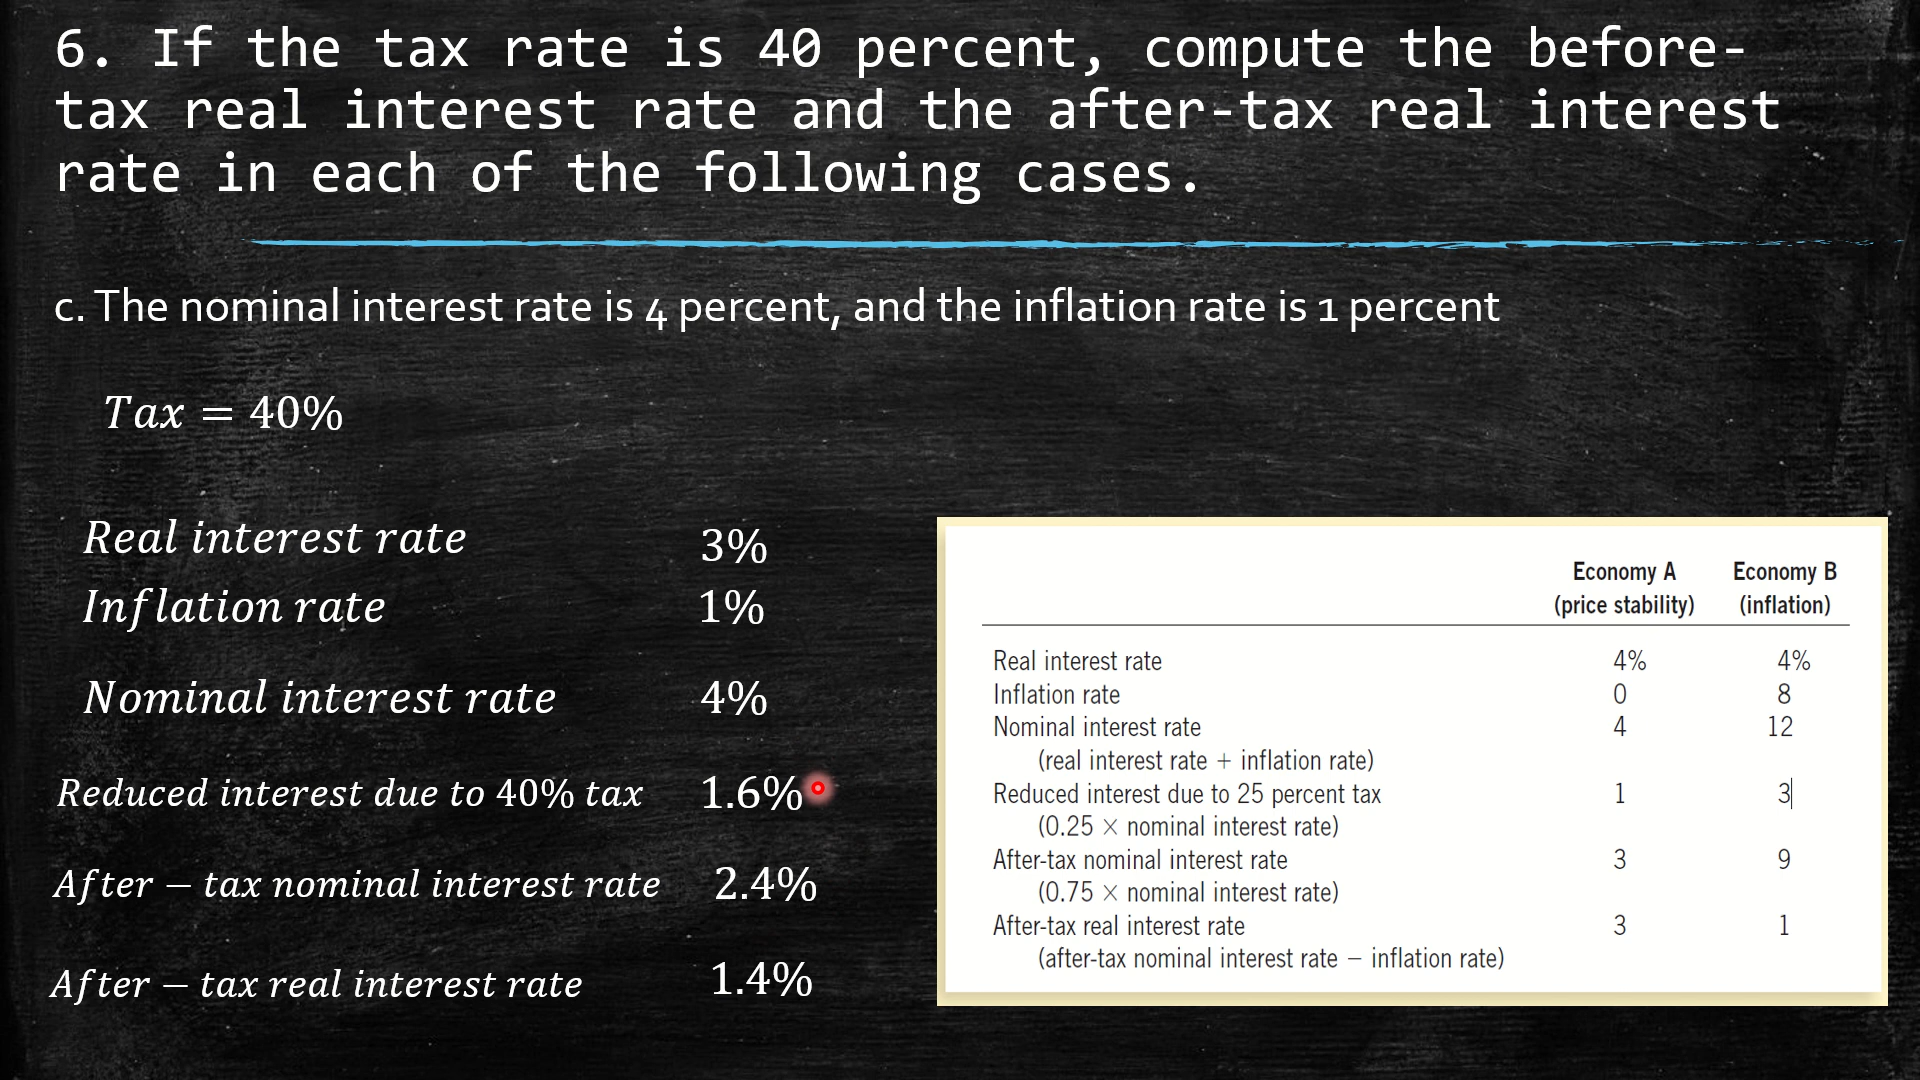 6. If the tax rate is 40 percent, compute the before-
tax real interest rate and the after-tax real interest
rate in each of the following cases.
c. The nominal interest rate is 4 percent, and the inflation rate is 1 percent
Tax = 40%
Real interest rate 3%
Inflation rate 1%
Nominal interest rate 4%
Reduced interest due to 40% tax 1.6%
After − tax nominal interest rate 2.4%
After − tax real interest rate 1.4%
Economy A Economy B
(price stability) (inflation)
Real interest rate 4% 4%
Inflation rate 0 8
Nominal interest rate 4 12
(real interest rate + inflation rate)
Reduced interest due to 25 percent tax 1 3
(0.25 × nominal interest rate)
After-tax nominal interest rate 3 9
(0.75 × nominal interest rate)
After-tax real interest rate 3 1
(after-tax nominal interest rate − inflation rate)